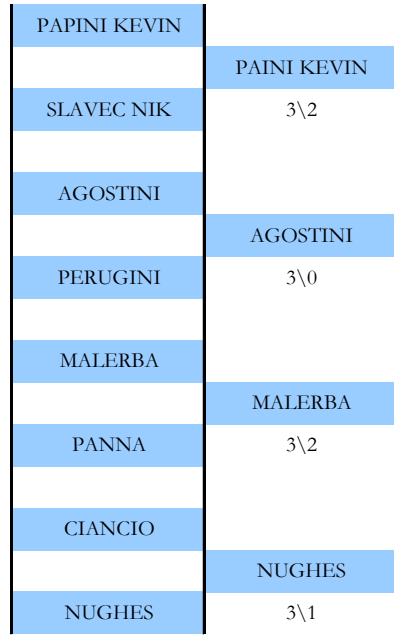 PAPINI KEVIN
PAINI KEVIN
SLAVEC NIK
3\2
AGOSTINI
AGOSTINI
PERUGINI
3\0
MALERBA
MALERBA
PANNA
3\2
CIANCIO
NUGHES
NUGHES
3\1